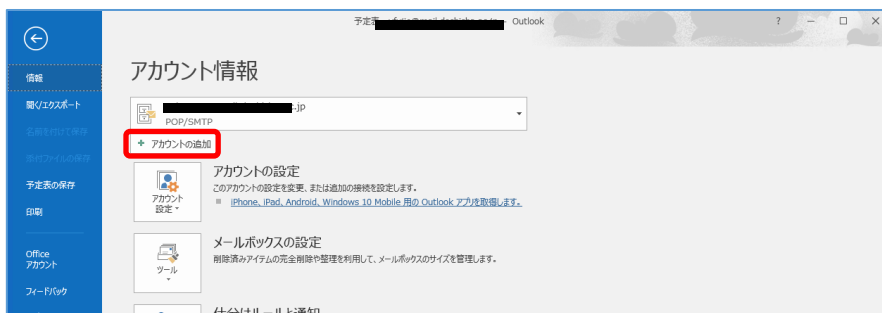 予定表 - Outlook
?
アカウント情報
情報
開く/エクスポート
名前を付けて保存
添付ファイルの保存
予定表の保存
印刷
Office
アカウント
フィードバック
.jp
POP/SMTP
+ アカウントの追加
アカウント
設定
アカウントの設定
このアカウントの設定を変更、または追加の接続を設定します。
iPhone、iPad、Android、Windows 10 Mobile 用の Outlook アプリを取得します。
ツール
メールボックスの設定
削除済みアイテムの完全削除や整理を利用して、メールボックスのサイズを管理します。
仕分けルールと通知